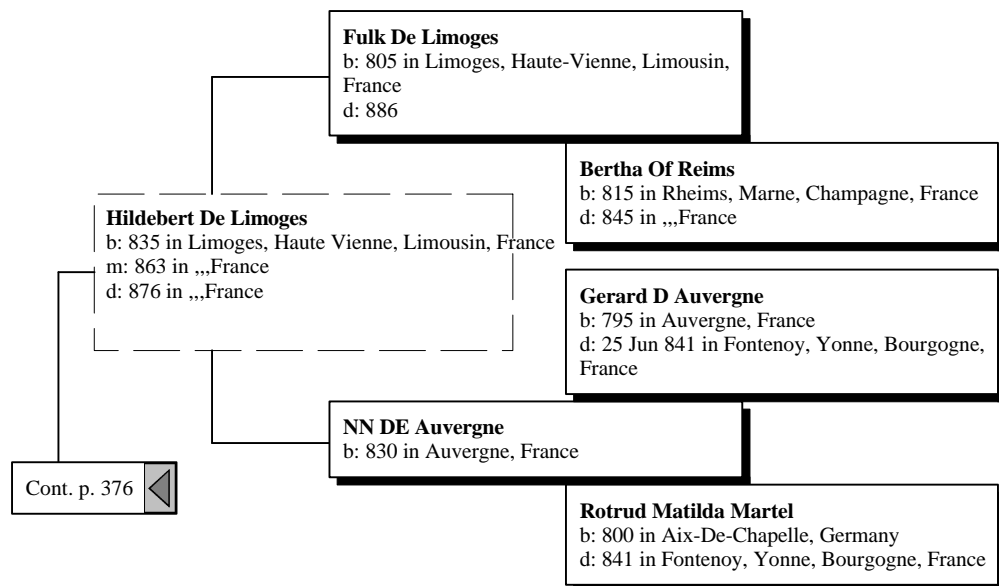 Fulk De Limoges
b: 805 in Limoges, Haute-Vienne, Limousin,
France
d: 886
Bertha Of Reims
b: 815 in Rheims, Marne, Champagne, France
d: 845 in ,,,France
Hildebert De Limoges
b: 835 in Limoges, Haute Vienne, Limousin, France
m: 863 in ,,,France
d: 876 in ,,,France
Gerard D Auvergne
b: 795 in Auvergne, France
d: 25 Jun 841 in Fontenoy, Yonne, Bourgogne,
France
NN DE Auvergne
b: 830 in Auvergne, France
Cont. p. 376
Rotrud Matilda Martel
b: 800 in Aix-De-Chapelle, Germany
d: 841 in Fontenoy, Yonne, Bourgogne, France